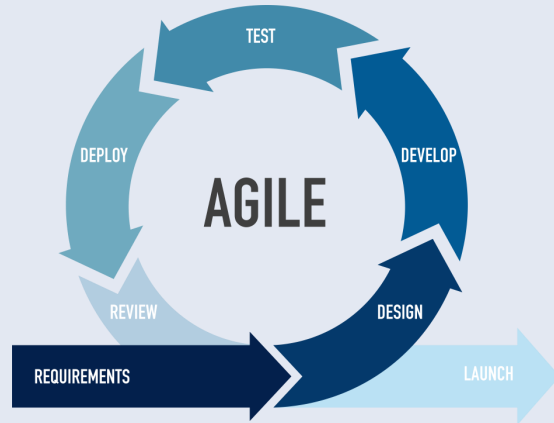 TEST
DEPLOY
DEVELOP
AGILE
REVIEW
DESIGN
REQUIREMENTS
LAUNCH